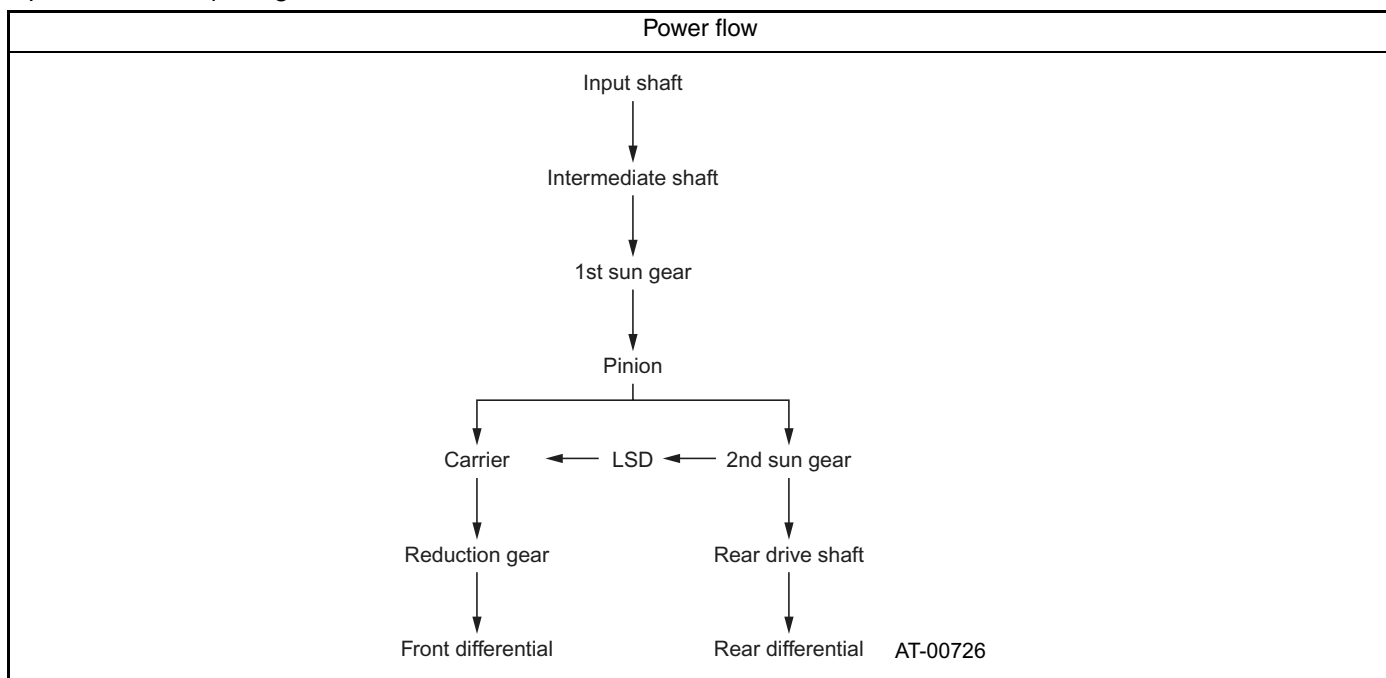 Power flow
Input shaft
Intermediate shaft
1st sun gear
Pinion
Carrier LSD 2nd sun gear
Reduction gear Rear drive shaft
Front differential Rear differential AT-00726